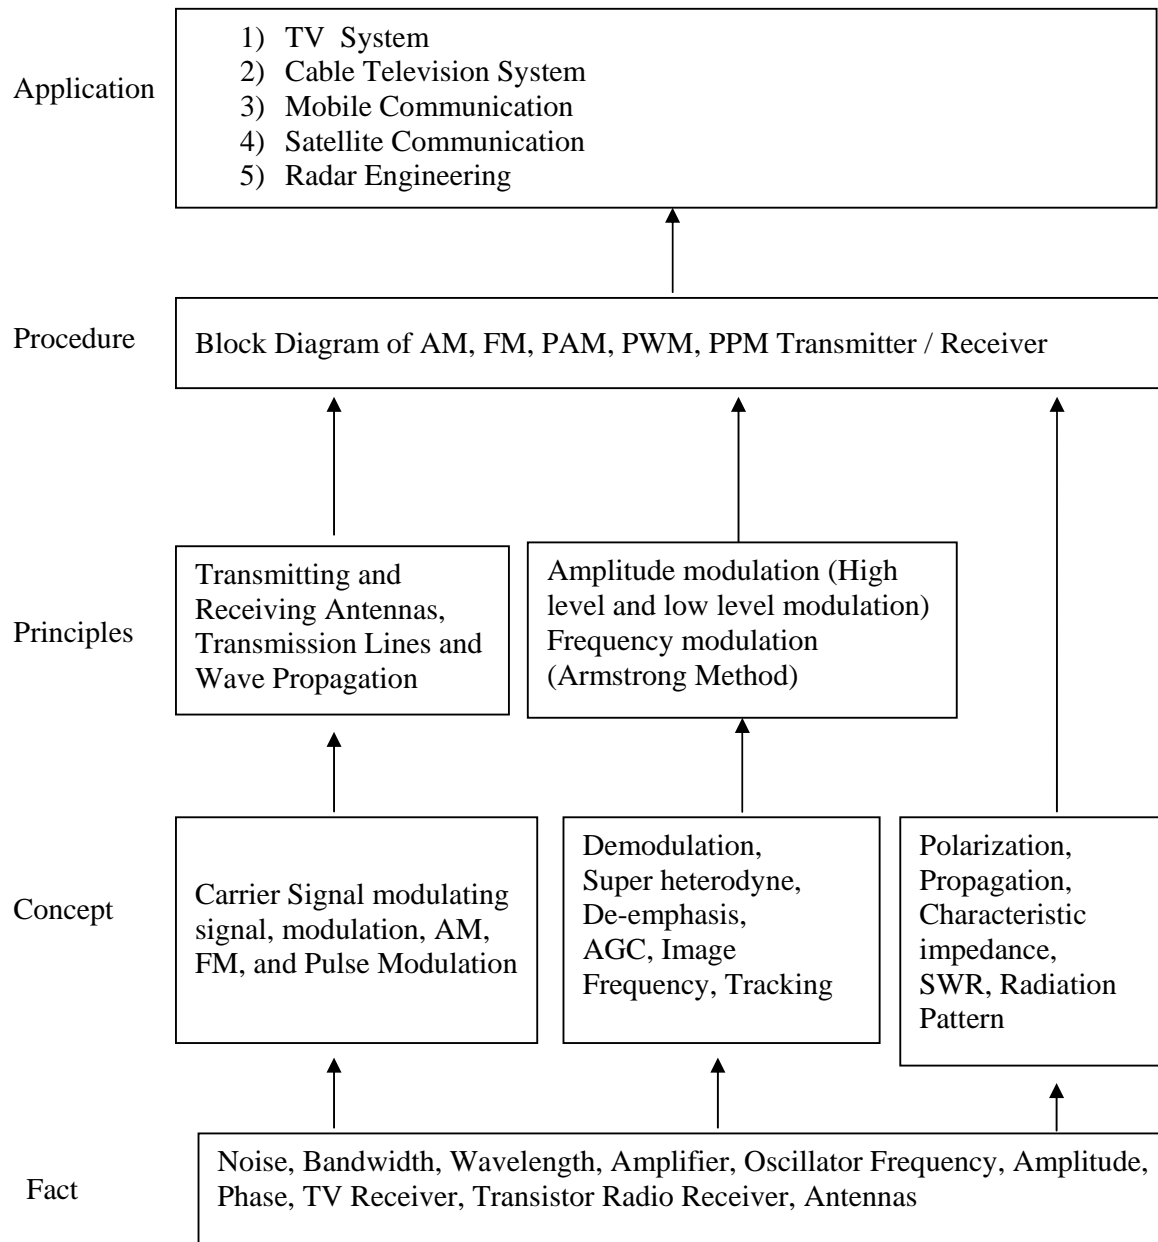 1) TV System
2) Cable Television System
Application
3) Mobile Communication
4) Satellite Communication
5) Radar Engineering
Procedure
Block Diagram of AM, FM, PAM, PWM, PPM Transmitter / Receiver
Principles
Transmitting and
Receiving Antennas,
Transmission Lines and
Wave Propagation
Amplitude modulation (High
level and low level modulation)
Frequency modulation
(Armstrong Method)
Concept
Carrier Signal modulating
signal, modulation, AM,
FM, and Pulse Modulation
Demodulation,
Super heterodyne,
De-emphasis,
AGC, Image
Frequency, Tracking
Polarization,
Propagation,
Characteristic
impedance,
SWR, Radiation
Pattern
Fact
Noise, Bandwidth, Wavelength, Amplifier, Oscillator Frequency, Amplitude,
Phase, TV Receiver, Transistor Radio Receiver, Antennas